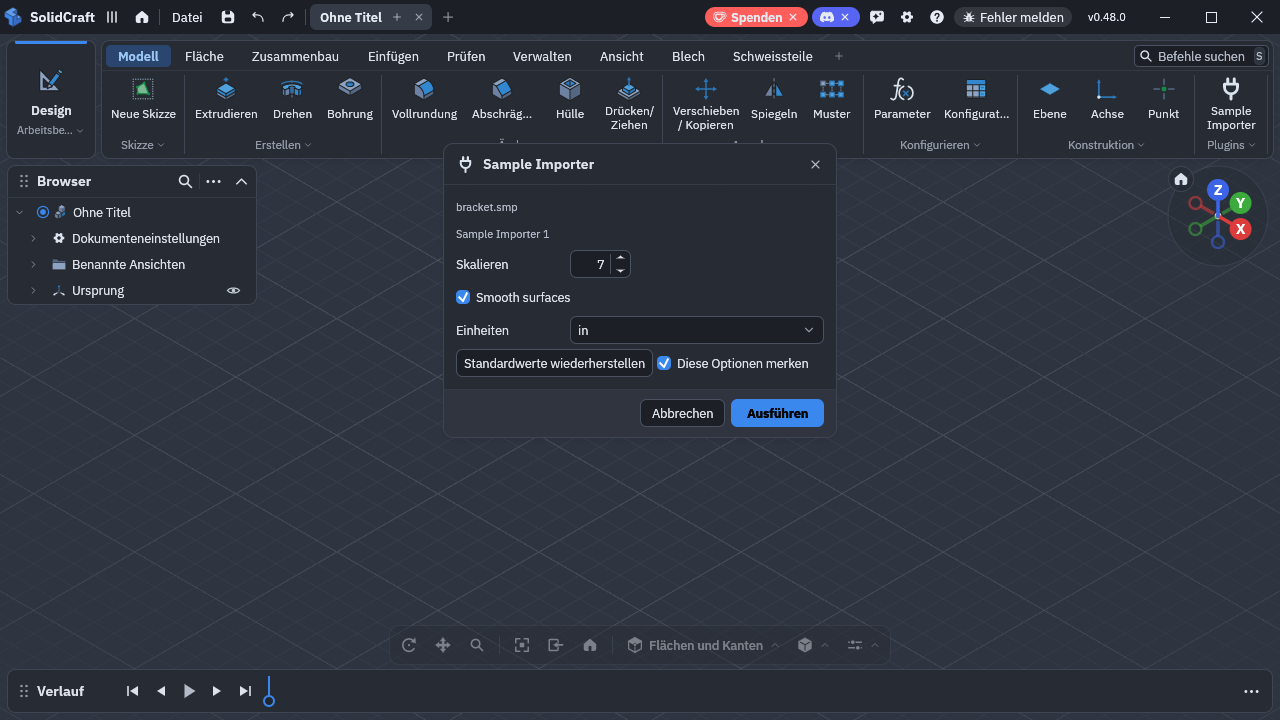 SolidCraft
Datei
Ohne Titel
Spenden
Fehler melden
v0.48.0
Design
Arbeitsbe...
Modell
Fläche
Zusammenbau
Einfügen
Prüfen
Verwalten
Ansicht
Blech
Schweissteile
Befehle suchen
S
Neue Skizze
Extrudieren
Drehen
Bohrung
Vollrundung
Abschräg...
Hülle
Drücken/
Ziehen
Verschieben
/ Kopieren
Spiegeln
Muster
Parameter
Konfigurat...
Ebene
Achse
Punkt
Sample
Importer
Skizze
Erstellen
Konfigurieren
Konstruktion
Plugins
Browser
Ohne Titel
Dokumenteneinstellungen
Benannte Ansichten
Ursprung
Sample Importer
bracket.smp
Sample Importer 1
Skalieren
7
Smooth surfaces
Einheiten
in
Standardwerte wiederherstellen
Diese Optionen merken
Abbrechen
Ausführen
Z
Y
X
Flächen und Kanten
Verlauf